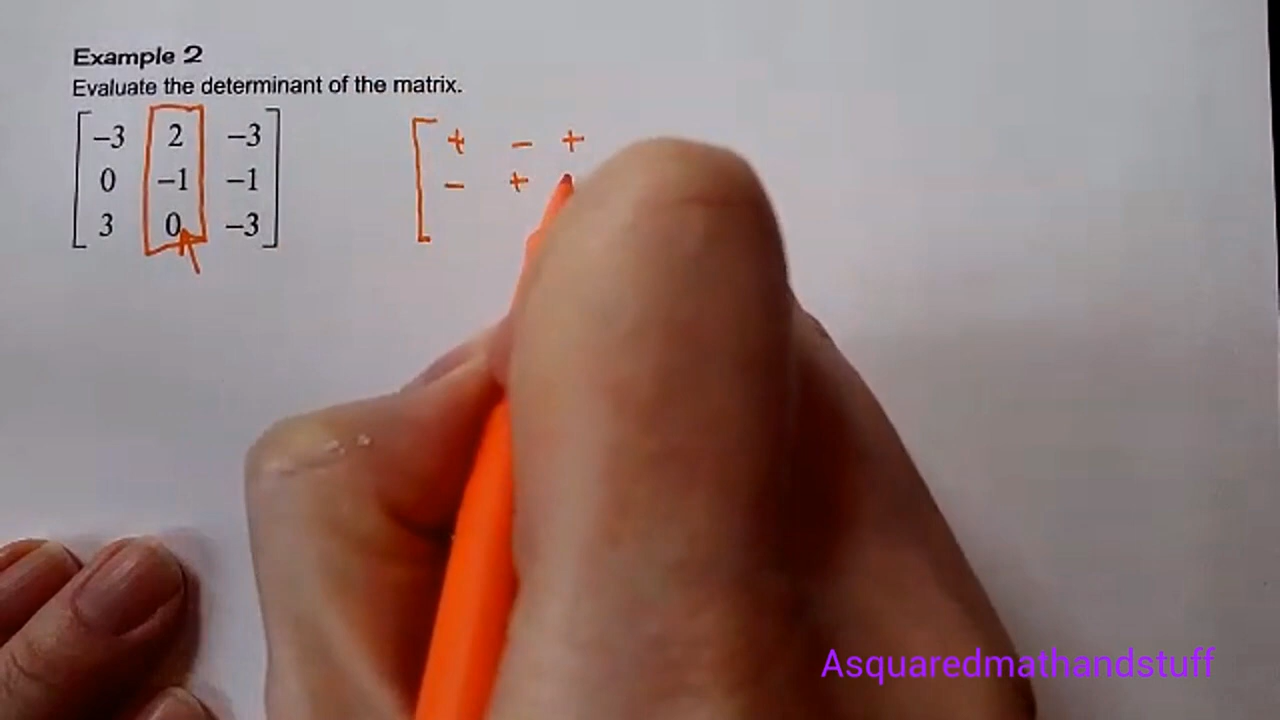 Example 2
Evaluate the determinant of the matrix.
-3 2 -3
0 -1 -1
3 0 -3
+ - +
- +
Asquaredmathandstuff